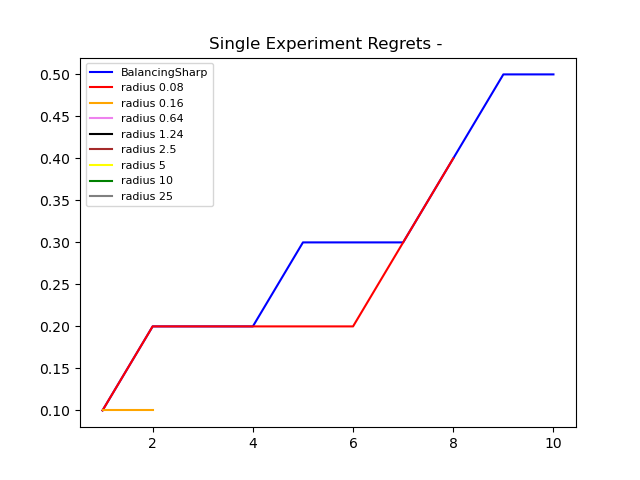 Single Experiment Regrets -
BalancingSharp
radius 0.08
radius 0.16
radius 0.64
radius 1.24
radius 2.5
radius 5
radius 10
radius 25
0.50
0.45
0.40
0.35
0.30
0.25
0.20
0.15
0.10
2 4 6 8 10